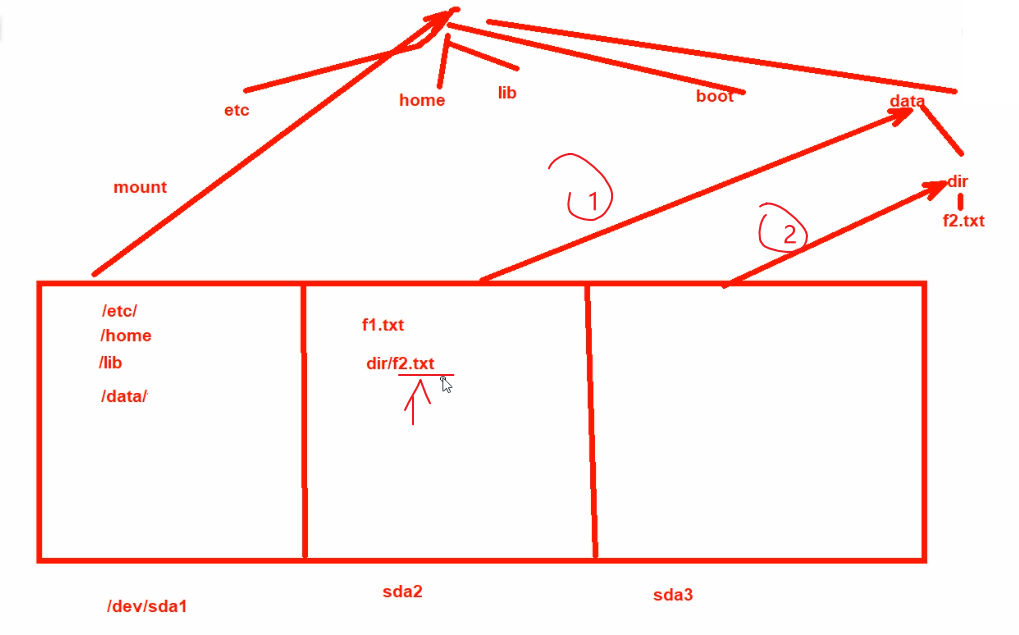 etc
home
lib
boot
data
mount
1
dir
2
f2.txt
/etc/
/home
/lib
/data/
f1.txt
dir/f2.txt
/dev/sda1
sda2
sda3